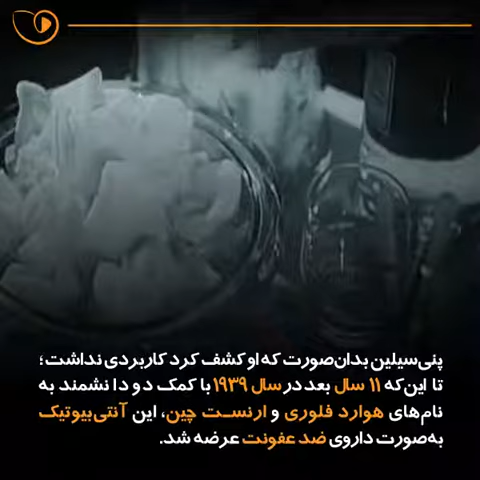 پنی‌سیلین بدان‌صورت که او کشف کرد کاربردی نداشت؛
تا این‌که ۱۱ سال بعد در سال ۱۹۳۹ با کمک دو دانشمند به
نام‌های هوارد فلوری و ارنست چین، این آنتی‌بیوتیک
به‌صورت داروی ضد عفونت عرضه شد.